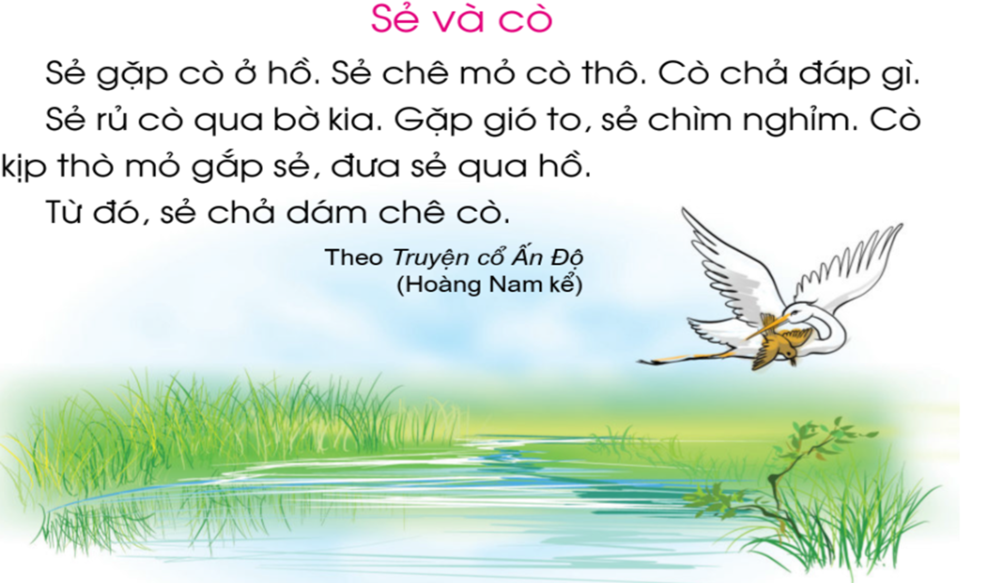 Sẻ và cò
Sẻ gặp cò ở hồ. Sẻ chê mỏ cò thô. Cò chả đáp gì.
Sẻ rủ cò qua bờ kia. Gặp gió to, sẻ chìm nghỉm. Cò
kịp thò mỏ gắp sẻ, đưa sẻ qua hồ.
Từ đó, sẻ chả dám chê cò.
Theo Truyện cổ Ấn Độ
(Hoàng Nam kể)